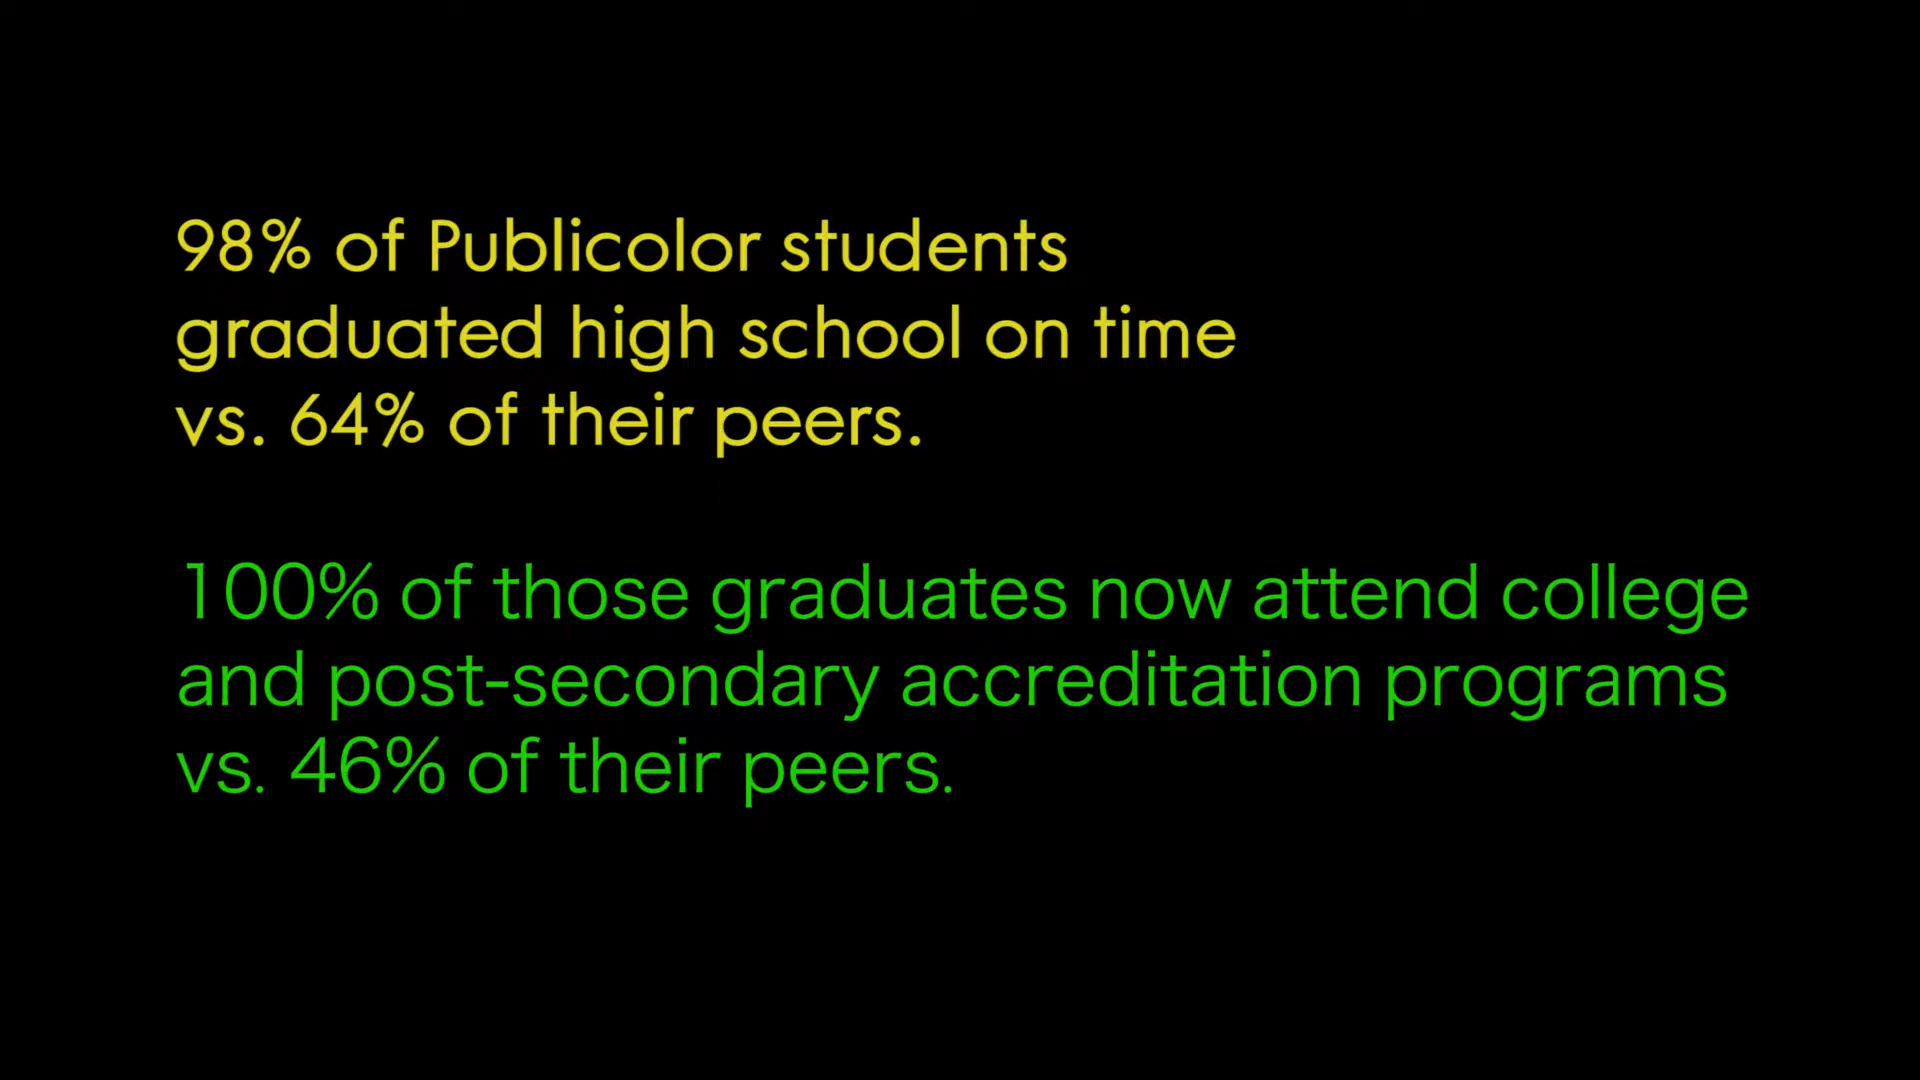 98% of Publicolor students
graduated high school on time
vs. 64% of their peers.
100% of those graduates now attend college
and post-secondary accreditation programs
vs. 46% of their peers.